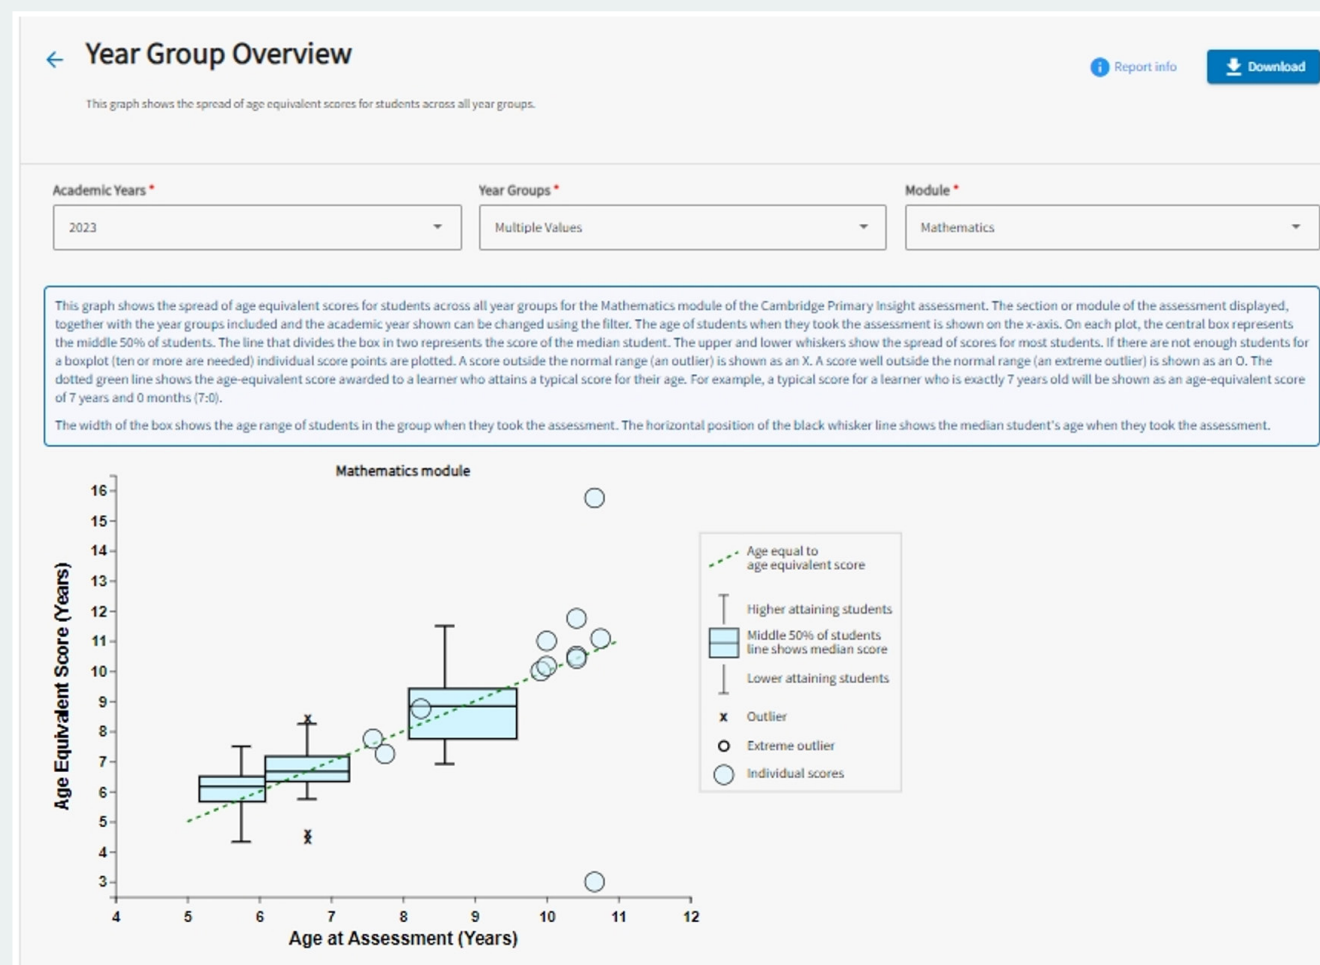 Year Group Overview
Report info
Download
This graph shows the spread of age equivalent scores for students across all year groups.
Academic Years *
Year Groups *
Module *
2023
Multiple Values
Mathematics
This graph shows the spread of age equivalent scores for students across all year groups for the Mathematics module of the Cambridge Primary Insight assessment. The section or module of the assessment displayed,
together with the year groups included and the academic year shown can be changed using the filter. The age of students when they took the assessment is shown on the x-axis. On each plot, the central box represents
the middle 50% of students. The line that divides the box in two represents the score of the median student. The upper and lower whiskers show the spread of scores for most students. If there are not enough students for
a boxplot (ten or more are needed) individual score points are plotted. A score outside the normal range (an outlier) is shown as an X. A score well outside the normal range (an extreme outlier) is shown as an O. The
dotted green line shows the age-equivalent score awarded to a learner who attains a typical score for their age. For example, a typical score for a learner who is exactly 7 years old will be shown as an age-equivalent score
of 7 years and 0 months (7:0).
The width of the box shows the age range of students in the group when they took the assessment. The horizontal position of the black whisker line shows the median student's age when they took the assessment.
Mathematics module
Age Equivalent Score (Years)
16
15
14
13
12
11
10
9
8
7
6
5
4
3
4 5 6 7 8 9 10 11 12
Age at Assessment (Years)
Age equal to
age equivalent score
Higher attaining students
Middle 50% of students
line shows median score
Lower attaining students
x Outlier
Extreme outlier
Individual scores